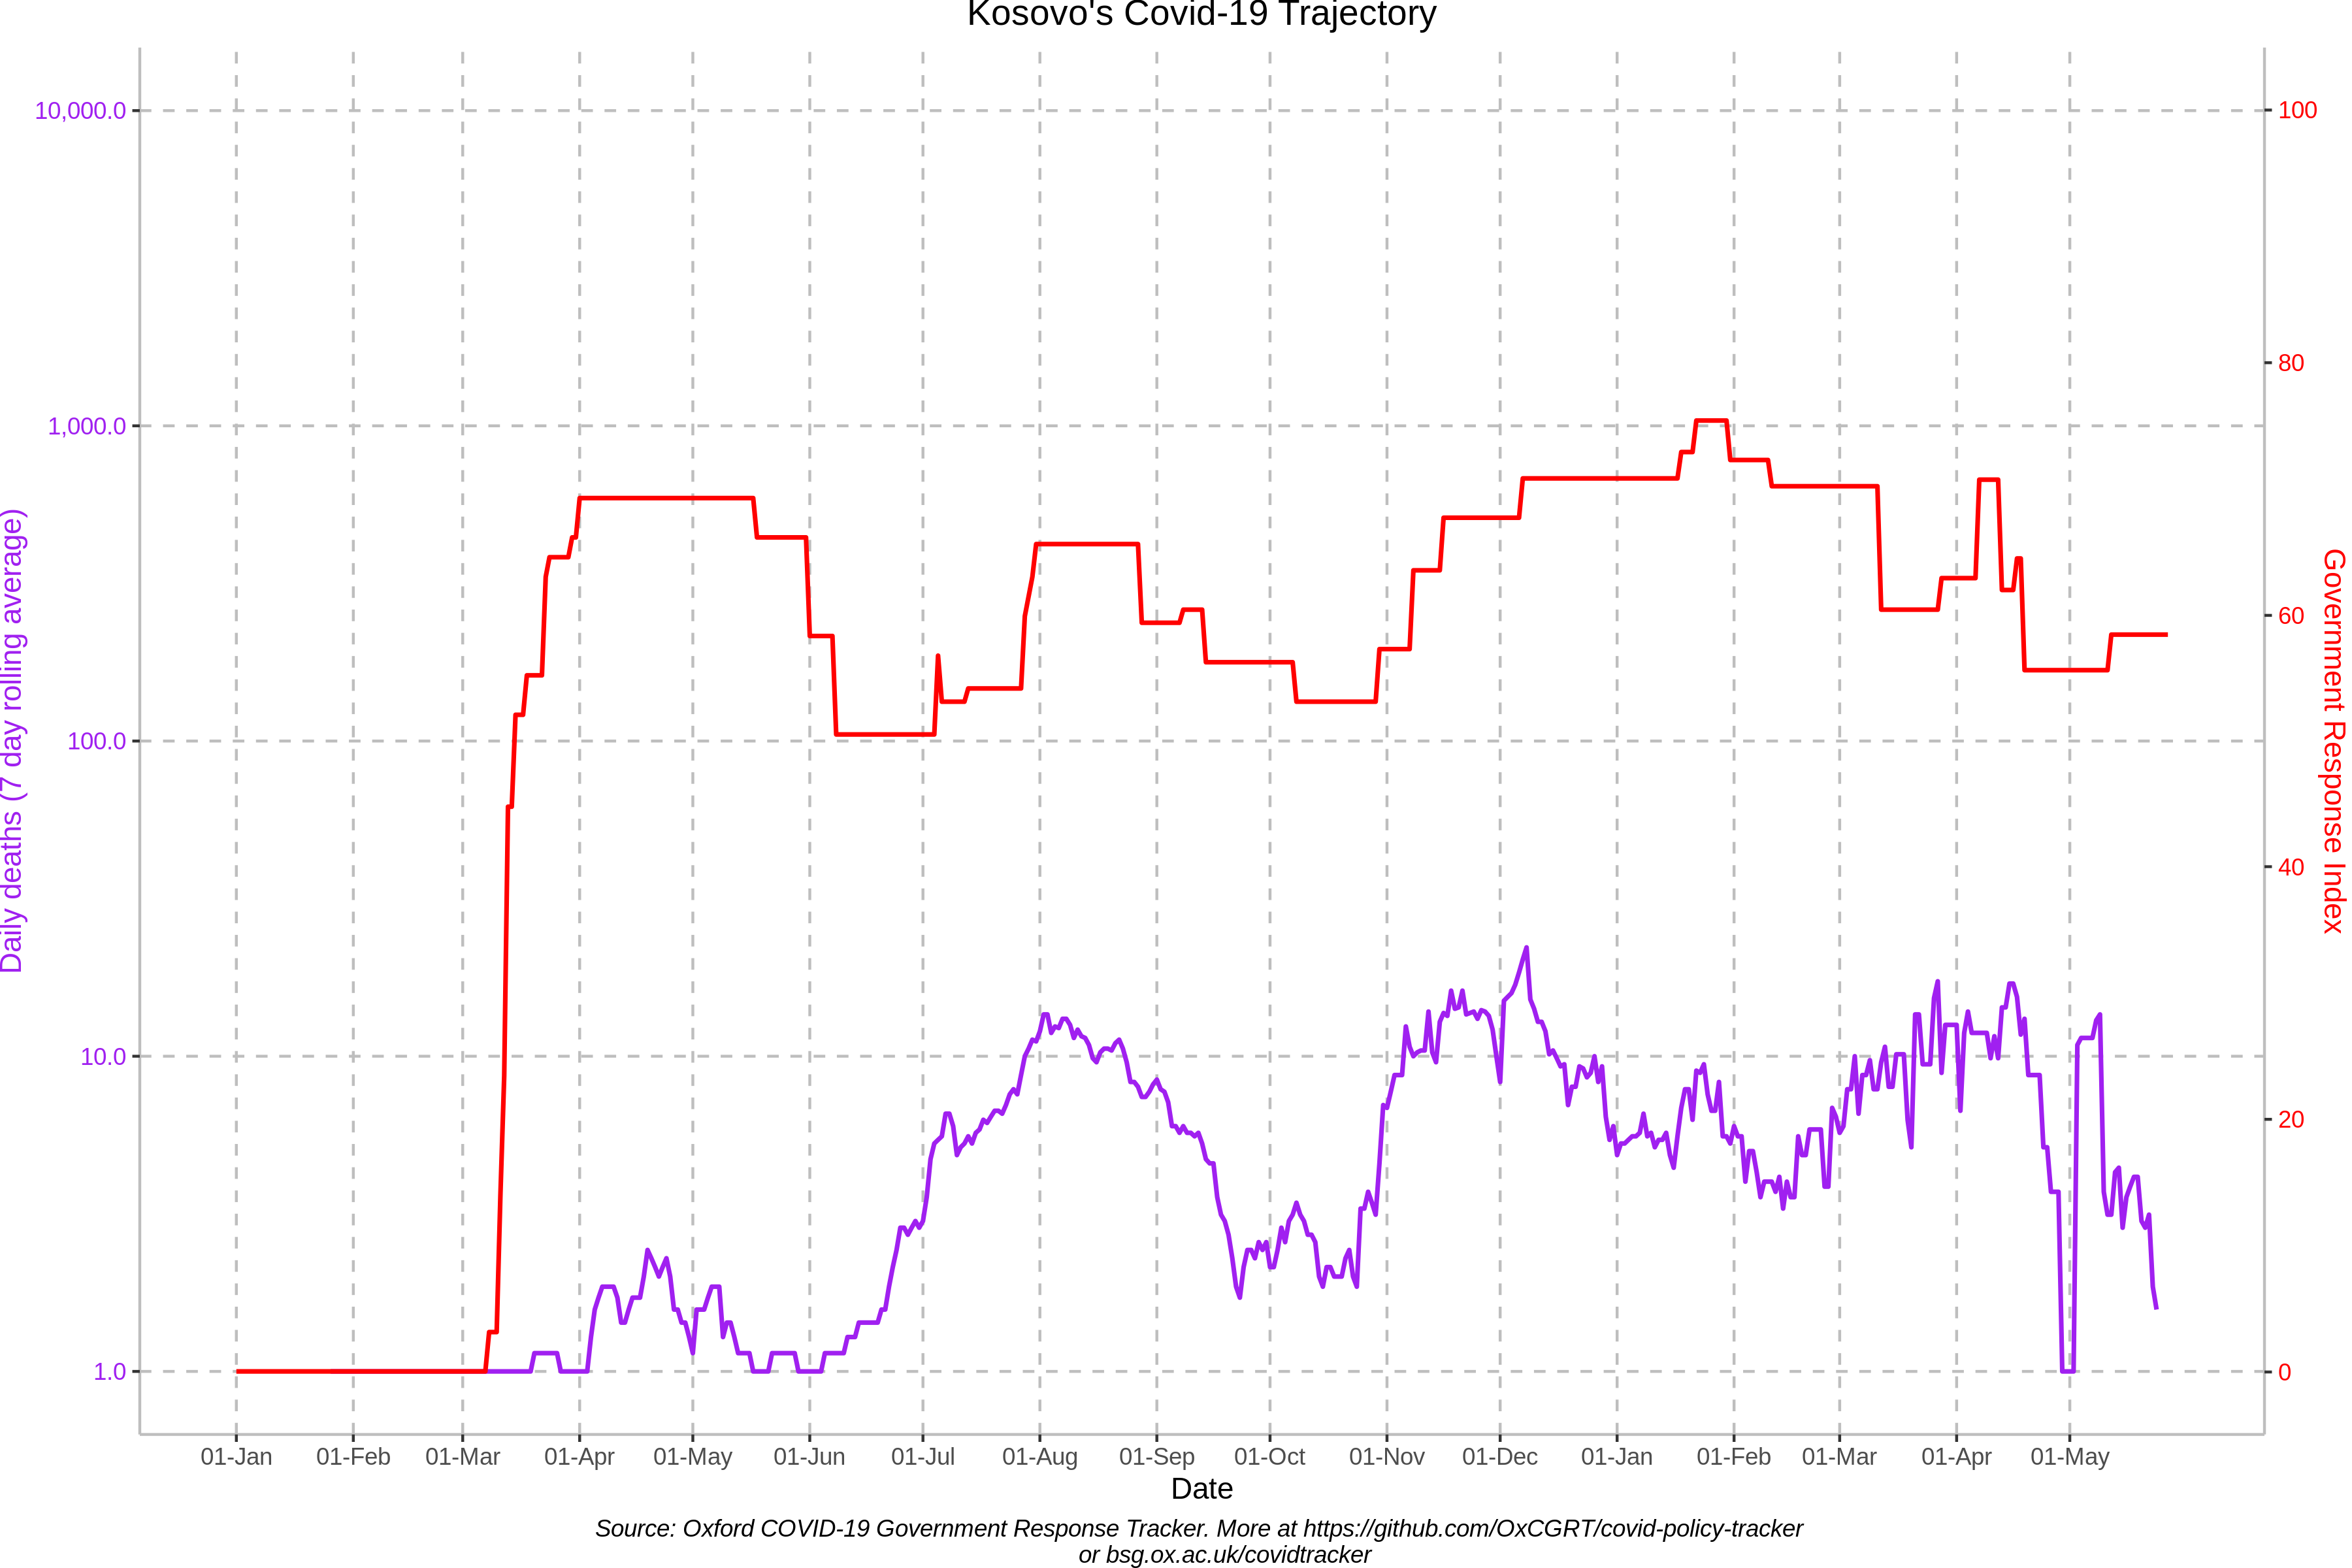 Kosovo's Covid-19 Trajectory
10,000.0
1,000.0
100.0
10.0
1.0
Daily deaths (7 day rolling average)
100
80
60
40
20
0
Government Response Index
01-Jan 01-Feb 01-Mar 01-Apr 01-May 01-Jun 01-Jul 01-Aug 01-Sep 01-Oct 01-Nov 01-Dec 01-Jan 01-Feb 01-Mar 01-Apr 01-May
Date
Source: Oxford COVID-19 Government Response Tracker. More at https://github.com/OxCGRT/covid-policy-tracker
or bsg.ox.ac.uk/covidtracker